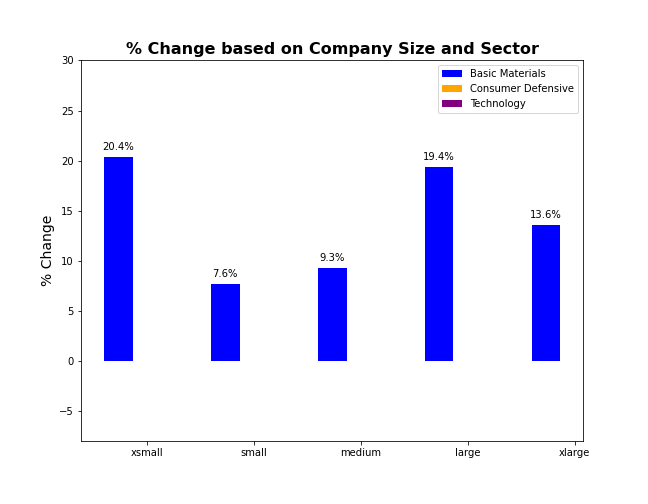 % Change based on Company Size and Sector
30
25
20
15
10
5
0
−5
% Change
Basic Materials
Consumer Defensive
Technology
20.4%
7.6%
9.3%
19.4%
13.6%
xsmall
small
medium
large
xlarge